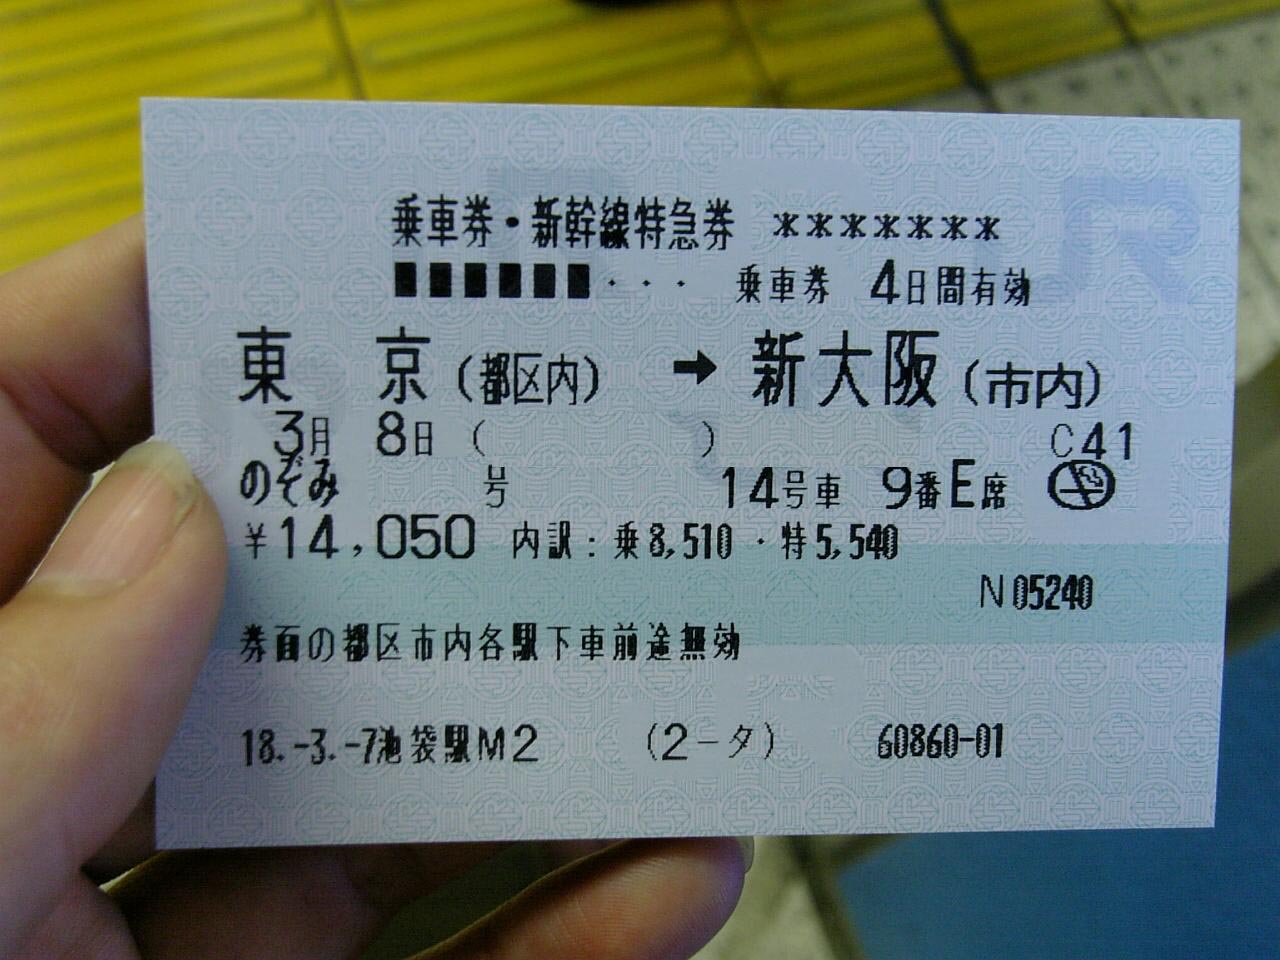 乗車券・新幹線特急券 *******
■■■■■■・・・ 乗車券 4日間有効
東 京(都区内) ➡ 新大阪(市内)
3月 8日( ) C41
のぞみ 号 14号車 9番E席
¥14,050 内訳:乗8,510・特5,540
N05240
券面の都区市内各駅下車前途無効
18.-3.-7池袋駅M2 (2-タ) 60860-01
JR